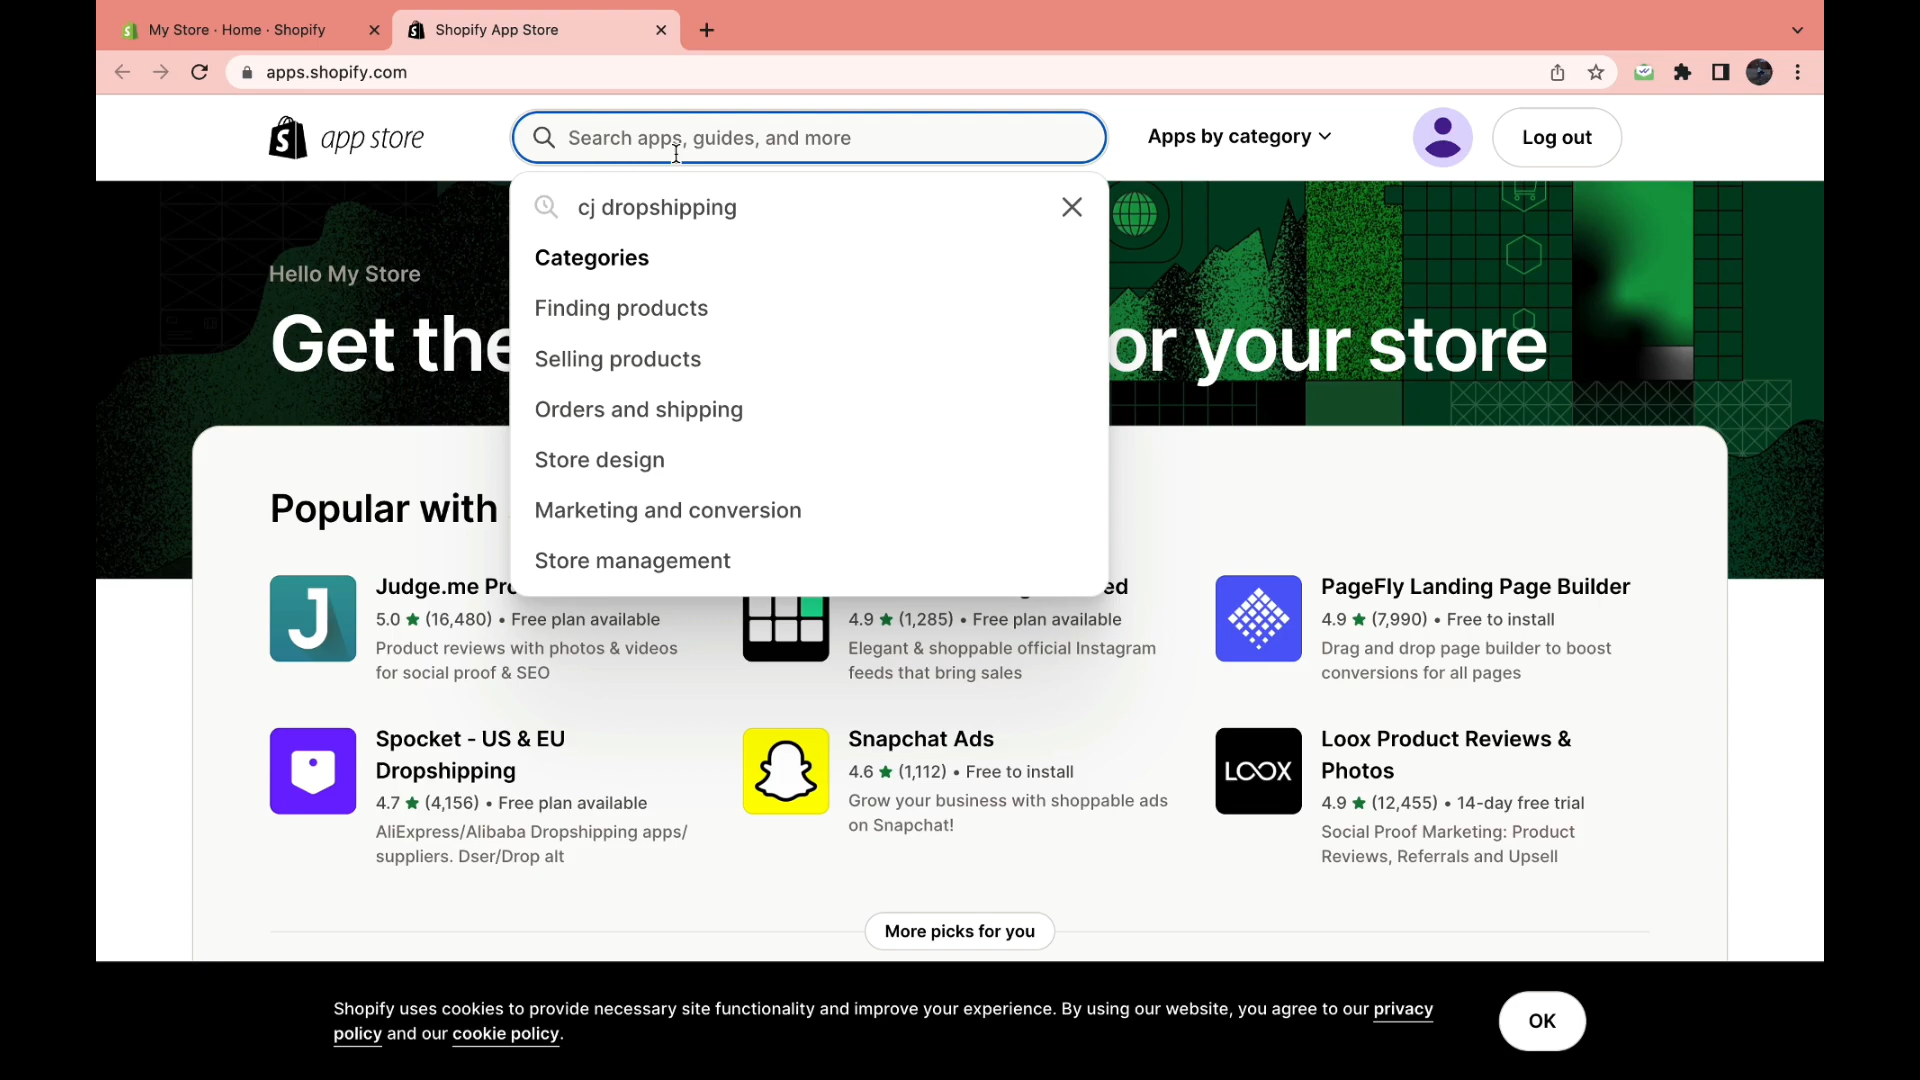 My Store · Home · Shopify
Shopify App Store
apps.shopify.com
app store
Search apps, guides, and more
Apps by category
Log out
cj dropshipping
Categories
Finding products
Selling products
Orders and shipping
Store design
Marketing and conversion
Store management
Hello My Store
Get the or your store
Popular with
Judge.me Pro
5.0 ★ (16,480) • Free plan available
Product reviews with photos & videos
for social proof & SEO
ed
4.9 ★ (1,285) • Free plan available
Elegant & shoppable official Instagram
feeds that bring sales
PageFly Landing Page Builder
4.9 ★ (7,990) • Free to install
Drag and drop page builder to boost
conversions for all pages
Spocket - US & EU
Dropshipping
4.7 ★ (4,156) • Free plan available
AliExpress/Alibaba Dropshipping apps/
suppliers. Dser/Drop alt
Snapchat Ads
4.6 ★ (1,112) • Free to install
Grow your business with shoppable ads
on Snapchat!
LOOX
Loox Product Reviews &
Photos
4.9 ★ (12,455) • 14-day free trial
Social Proof Marketing: Product
Reviews, Referrals and Upsell
More picks for you
Shopify uses cookies to provide necessary site functionality and improve your experience. By using our website, you agree to our privacy
policy and our cookie policy.
OK